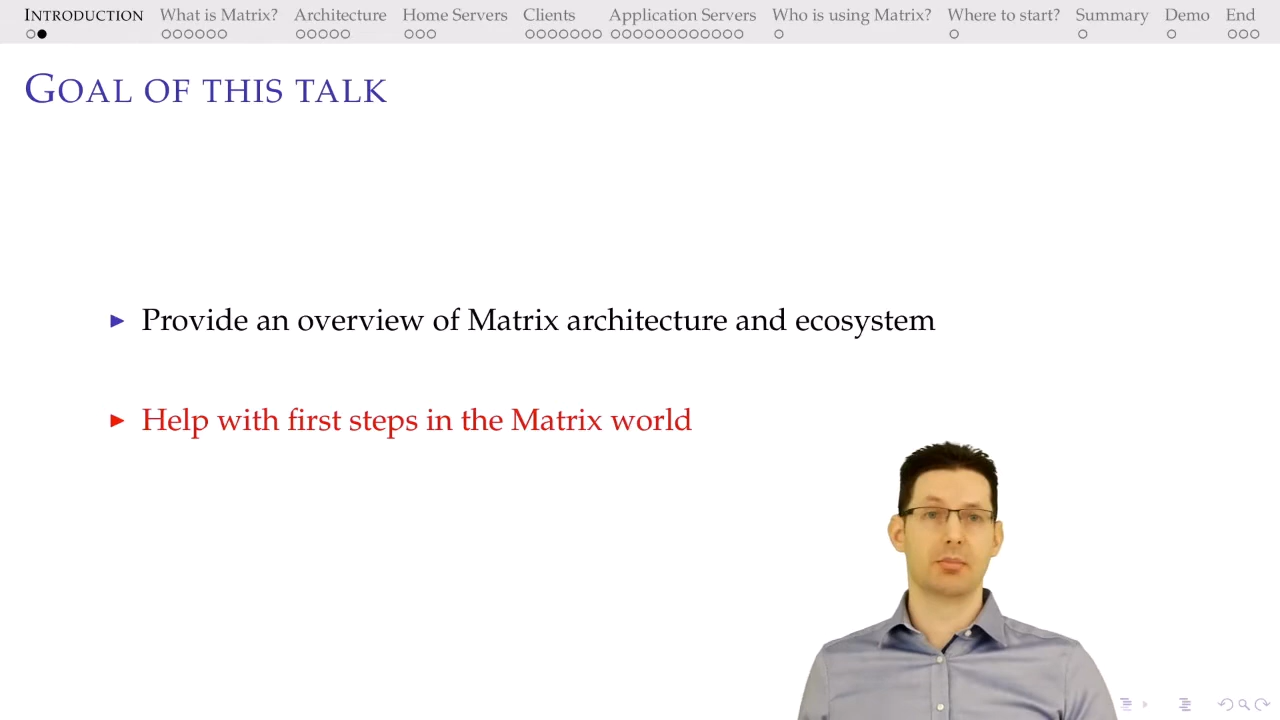 INTRODUCTION What is Matrix? Architecture Home Servers Clients Application Servers Who is using Matrix? Where to start? Summary Demo End
GOAL OF THIS TALK
Provide an overview of Matrix architecture and ecosystem
Help with first steps in the Matrix world